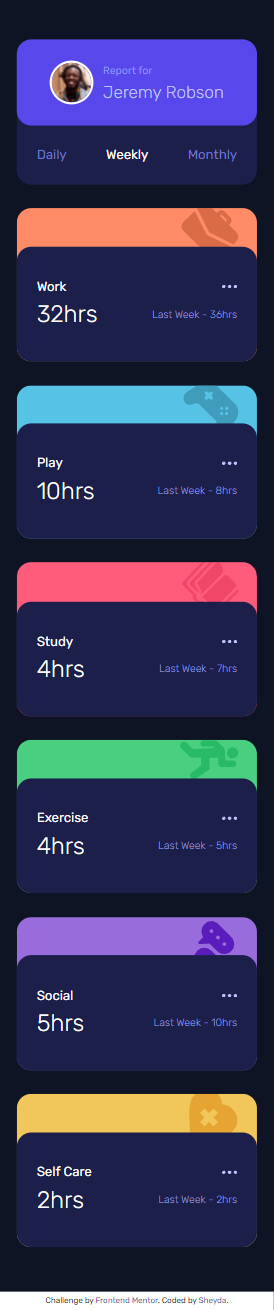 Report for
Jeremy Robson
Daily Weekly Monthly
Work
32hrs Last Week - 36hrs
Play
10hrs Last Week - 8hrs
Study
4hrs Last Week - 7hrs
Exercise
4hrs Last Week - 5hrs
Social
5hrs Last Week - 10hrs
Self Care
2hrs Last Week - 2hrs
Challenge by Frontend Mentor. Coded by Sheyda.